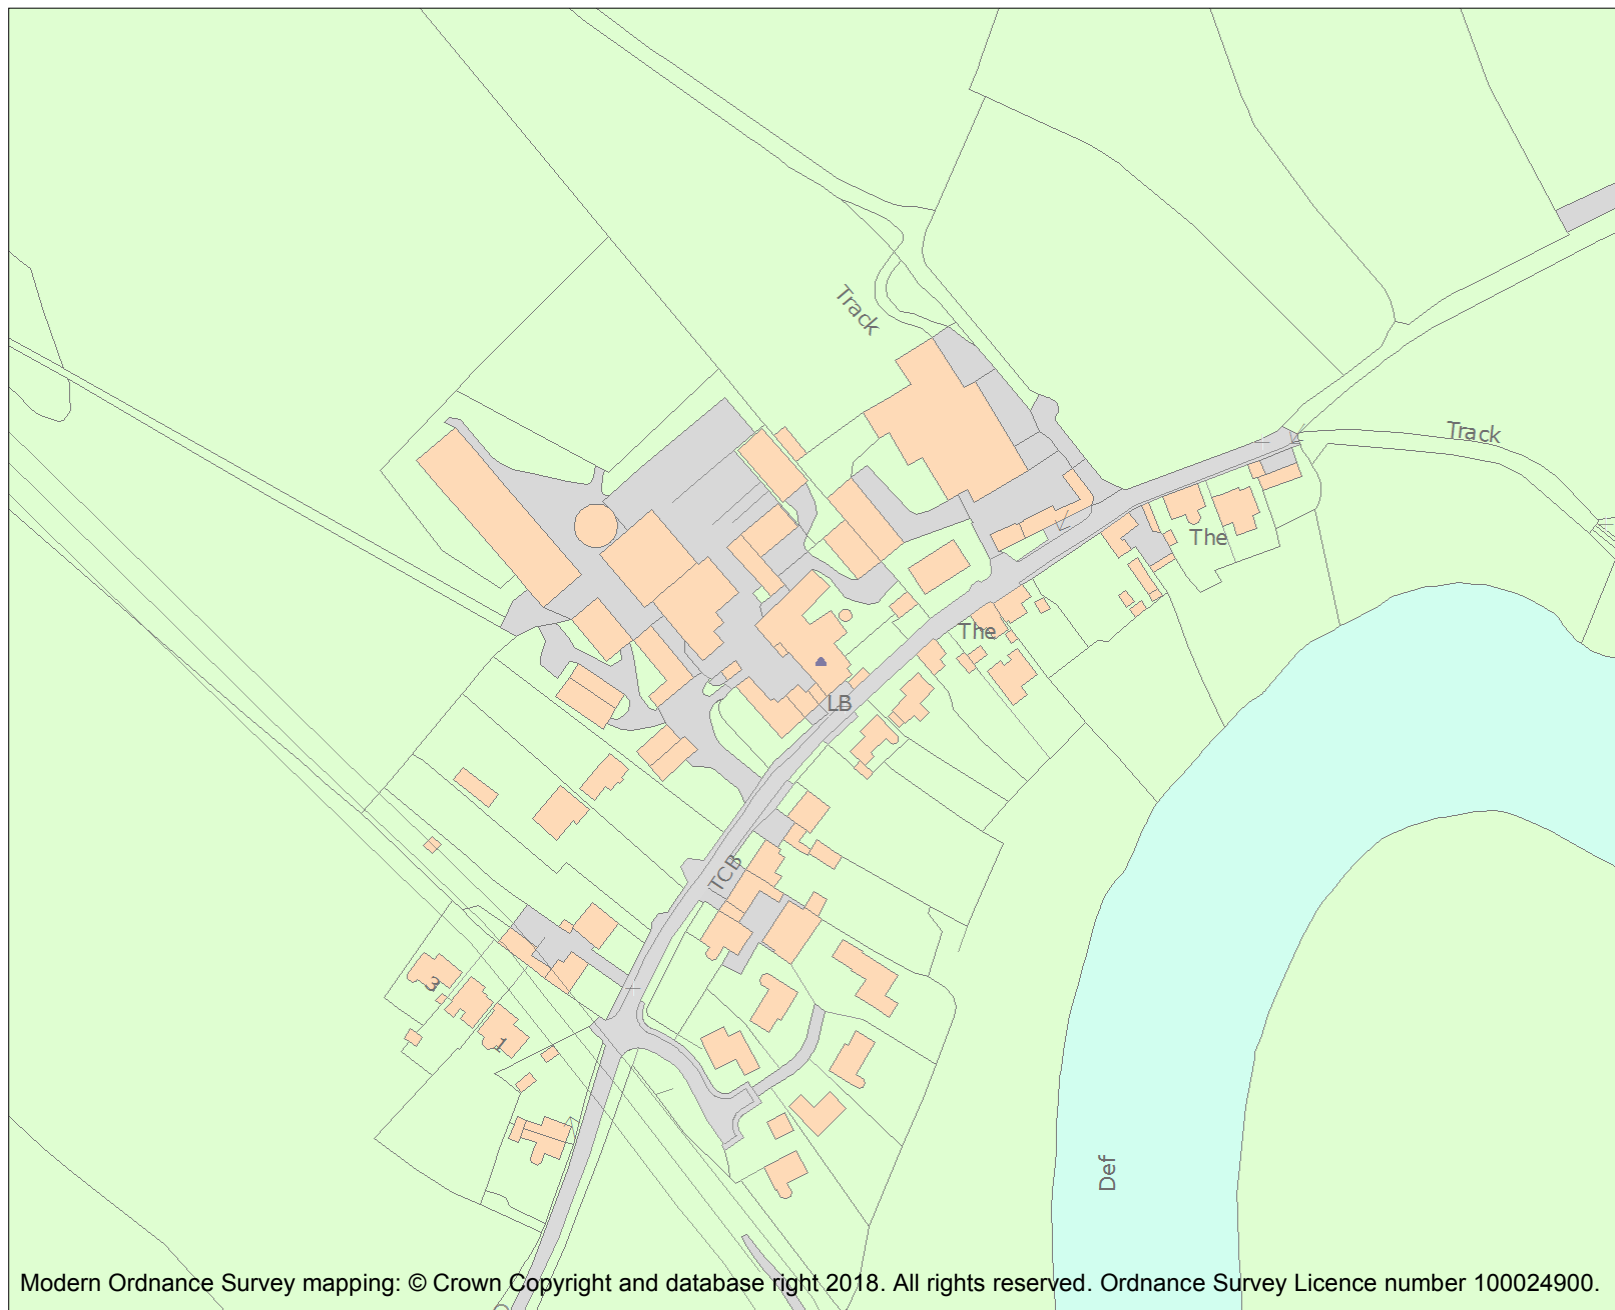 Track
Track
The
The
LB
TCB
3
1
Def
Modern Ordnance Survey mapping: © Crown Copyright and database right 2018. All rights reserved. Ordnance Survey Licence number 100024900.